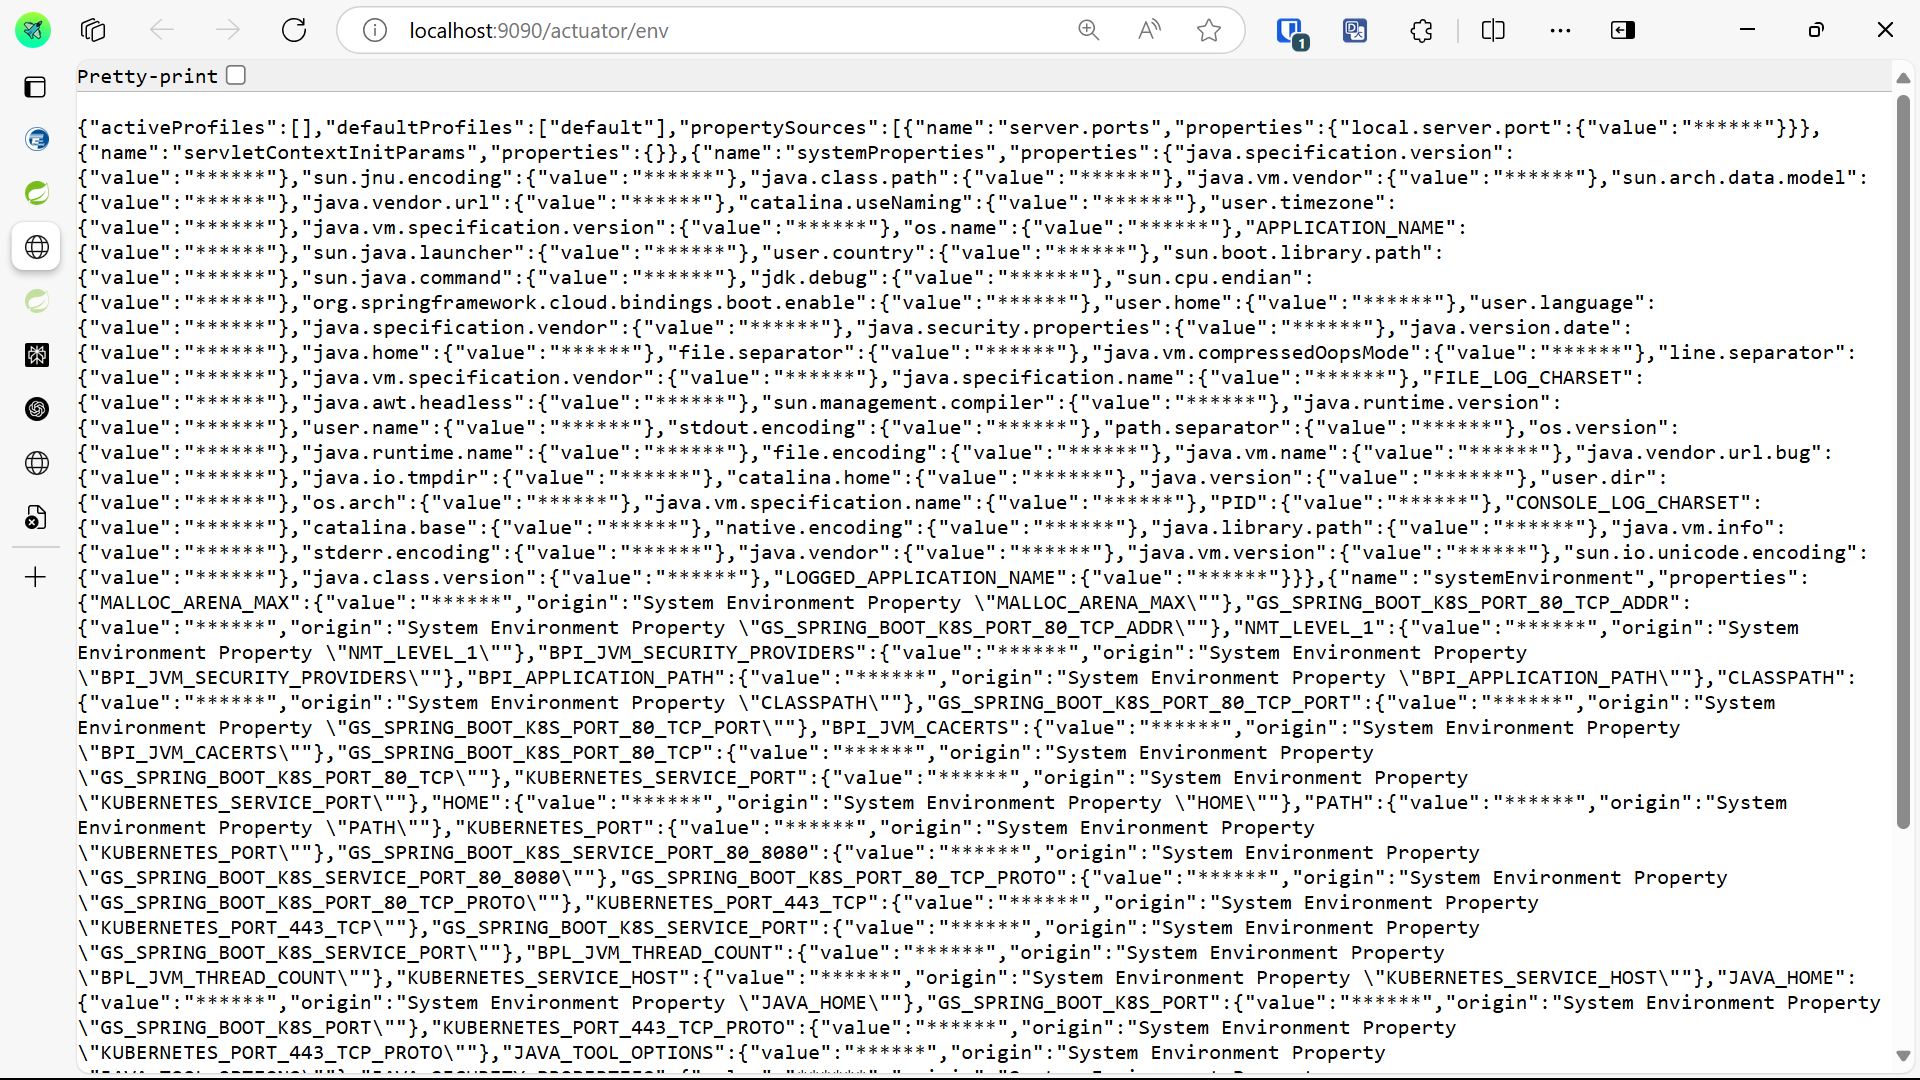 localhost:9090/actuator/env
1
Pretty-print
{"activeProfiles":[],"defaultProfiles":["default"],"propertySources":[{"name":"server.ports","properties":{"local.server.port":{"value":"******"}}},
{"name":"servletContextInitParams","properties":{}},{"name":"systemProperties","properties":{"java.specification.version":
{"value":"******"},"sun.jnu.encoding":{"value":"******"},"java.class.path":{"value":"******"},"java.vm.vendor":{"value":"******"},"sun.arch.data.model":
{"value":"******"},"java.vendor.url":{"value":"******"},"catalina.useNaming":{"value":"******"},"user.timezone":
{"value":"******"},"java.vm.specification.version":{"value":"******"},"os.name":{"value":"******"},"APPLICATION_NAME":
{"value":"******"},"sun.java.launcher":{"value":"******"},"user.country":{"value":"******"},"sun.boot.library.path":
{"value":"******"},"sun.java.command":{"value":"******"},"jdk.debug":{"value":"******"},"sun.cpu.endian":
{"value":"******"},"org.springframework.cloud.bindings.boot.enable":{"value":"******"},"user.home":{"value":"******"},"user.language":
{"value":"******"},"java.specification.vendor":{"value":"******"},"java.security.properties":{"value":"******"},"java.version.date":
{"value":"******"},"java.home":{"value":"******"},"file.separator":{"value":"******"},"java.vm.compressedOopsMode":{"value":"******"},"line.separator":
{"value":"******"},"java.vm.specification.vendor":{"value":"******"},"java.specification.name":{"value":"******"},"FILE_LOG_CHARSET":
{"value":"******"},"java.awt.headless":{"value":"******"},"sun.management.compiler":{"value":"******"},"java.runtime.version":
{"value":"******"},"user.name":{"value":"******"},"stdout.encoding":{"value":"******"},"path.separator":{"value":"******"},"os.version":
{"value":"******"},"java.runtime.name":{"value":"******"},"file.encoding":{"value":"******"},"java.vm.name":{"value":"******"},"java.vendor.url.bug":
{"value":"******"},"java.io.tmpdir":{"value":"******"},"catalina.home":{"value":"******"},"java.version":{"value":"******"},"user.dir":
{"value":"******"},"os.arch":{"value":"******"},"java.vm.specification.name":{"value":"******"},"PID":{"value":"******"},"CONSOLE_LOG_CHARSET":
{"value":"******"},"catalina.base":{"value":"******"},"native.encoding":{"value":"******"},"java.library.path":{"value":"******"},"java.vm.info":
{"value":"******"},"stderr.encoding":{"value":"******"},"java.vendor":{"value":"******"},"java.vm.version":{"value":"******"},"sun.io.unicode.encoding":
{"value":"******"},"java.class.version":{"value":"******"},"LOGGED_APPLICATION_NAME":{"value":"******"}}},{"name":"systemEnvironment","properties":
{"MALLOC_ARENA_MAX":{"value":"******","origin":"System Environment Property \"MALLOC_ARENA_MAX\""},"GS_SPRING_BOOT_K8S_PORT_80_TCP_ADDR":
{"value":"******","origin":"System Environment Property \"GS_SPRING_BOOT_K8S_PORT_80_TCP_ADDR\""},"NMT_LEVEL_1":{"value":"******","origin":"System
Environment Property \"NMT_LEVEL_1\""},"BPI_JVM_SECURITY_PROVIDERS":{"value":"******","origin":"System Environment Property
\"BPI_JVM_SECURITY_PROVIDERS\""},"BPI_APPLICATION_PATH":{"value":"******","origin":"System Environment Property \"BPI_APPLICATION_PATH\""},"CLASSPATH":
{"value":"******","origin":"System Environment Property \"CLASSPATH\""},"GS_SPRING_BOOT_K8S_PORT_80_TCP_PORT":{"value":"******","origin":"System
Environment Property \"GS_SPRING_BOOT_K8S_PORT_80_TCP_PORT\""},"BPI_JVM_CACERTS":{"value":"******","origin":"System Environment Property
\"BPI_JVM_CACERTS\""},"GS_SPRING_BOOT_K8S_PORT_80_TCP":{"value":"******","origin":"System Environment Property
\"GS_SPRING_BOOT_K8S_PORT_80_TCP\""},"KUBERNETES_SERVICE_PORT":{"value":"******","origin":"System Environment Property
\"KUBERNETES_SERVICE_PORT\""},"HOME":{"value":"******","origin":"System Environment Property \"HOME\""},"PATH":{"value":"******","origin":"System
Environment Property \"PATH\""},"KUBERNETES_PORT":{"value":"******","origin":"System Environment Property
\"KUBERNETES_PORT\""},"GS_SPRING_BOOT_K8S_SERVICE_PORT_80_8080":{"value":"******","origin":"System Environment Property
\"GS_SPRING_BOOT_K8S_SERVICE_PORT_80_8080\""},"GS_SPRING_BOOT_K8S_PORT_80_TCP_PROTO":{"value":"******","origin":"System Environment Property
\"GS_SPRING_BOOT_K8S_PORT_80_TCP_PROTO\""},"KUBERNETES_PORT_443_TCP":{"value":"******","origin":"System Environment Property
\"KUBERNETES_PORT_443_TCP\""},"GS_SPRING_BOOT_K8S_SERVICE_PORT":{"value":"******","origin":"System Environment Property
\"GS_SPRING_BOOT_K8S_SERVICE_PORT\""},"BPL_JVM_THREAD_COUNT":{"value":"******","origin":"System Environment Property
\"BPL_JVM_THREAD_COUNT\""},"KUBERNETES_SERVICE_HOST":{"value":"******","origin":"System Environment Property \"KUBERNETES_SERVICE_HOST\""},"JAVA_HOME":
{"value":"******","origin":"System Environment Property \"JAVA_HOME\""},"GS_SPRING_BOOT_K8S_PORT":{"value":"******","origin":"System Environment Property
\"GS_SPRING_BOOT_K8S_PORT\""},"KUBERNETES_PORT_443_TCP_PROTO":{"value":"******","origin":"System Environment Property
\"KUBERNETES_PORT_443_TCP_PROTO\""},"JAVA_TOOL_OPTIONS":{"value":"******","origin":"System Environment Property